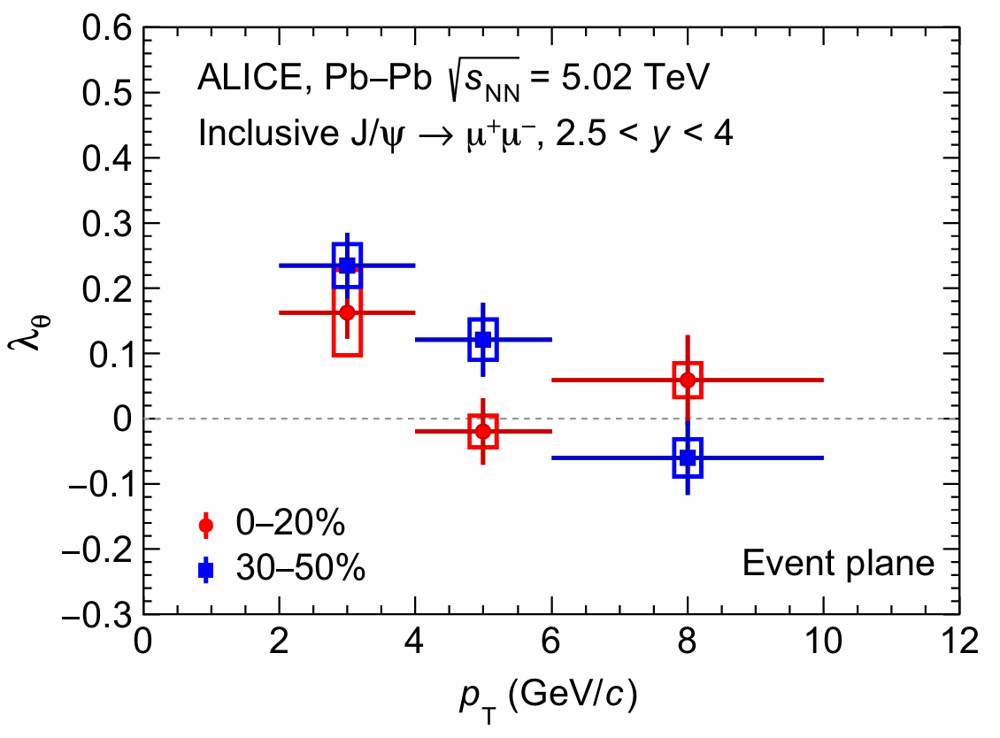 0.6
0.5
0.4
0.3
0.2
0.1
0
−0.1
−0.2
−0.3
λθ
ALICE, Pb–Pb √sNN = 5.02 TeV
Inclusive J/ψ → μ+μ−, 2.5 < y < 4
0–20%
30–50%
Event plane
0 2 4 6 8 10 12
pT (GeV/c)